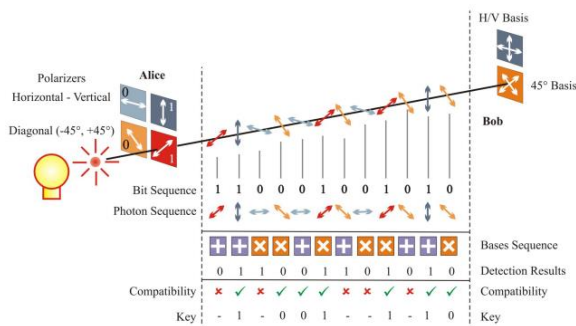 H/V Basis
Polarizers
Alice
Horizontal - Vertical
0
1
45° Basis
Diagonal (-45°, +45°)
0
1
Bob
Bit Sequence 1 1 0 0 0 1 0 0 1 0 1 0
Photon Sequence
Bases Sequence
0 1 1 0 0 1 1 0 1 0 1 0 Detection Results
Compatibility ✗ ✓ ✗ ✓ ✓ ✓ ✗ ✗ ✓ ✗ ✓ ✓ Compatibility
Key - 1 - 0 0 1 - - 1 - 1 0 Key